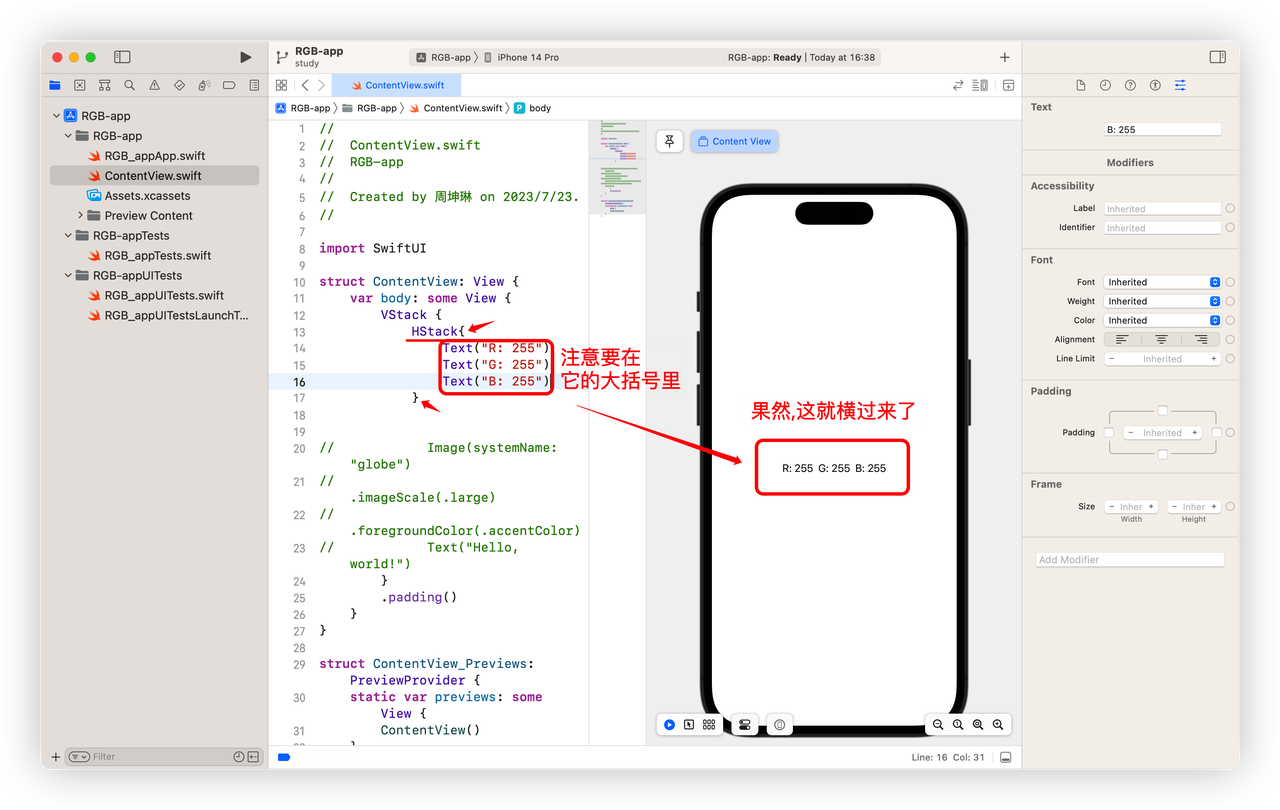 RGB-app
study
RGB-app 〉 iPhone 14 Pro
RGB-app: Ready | Today at 16:38
ContentView.swift
RGB-app 〉 RGB-app 〉 ContentView.swift 〉 P body
RGB-app
RGB-app
RGB_appApp.swift
ContentView.swift
Assets.xcassets
Preview Content
RGB-appTests
RGB_appTests.swift
RGB-appUITests
RGB_appUITests.swift
RGB_appUITestsLaunchT...
Filter
1 //
2 //  ContentView.swift
3 //  RGB-app
4 //
5 //  Created by 周坤琳 on 2023/7/23.
6 //
7
8 import SwiftUI
9
10 struct ContentView: View {
11     var body: some View {
12         VStack {
13             HStack{
14                 Text("R: 255")
15                 Text("G: 255")
16                 Text("B: 255")
17             }
18
19
20 //            Image(systemName:
"globe")
21 //
.imageScale(.large)
22 //
.foregroundColor(.accentColor)
23 //            Text("Hello,
world!")
24         }
25         .padding()
26     }
27 }
28
29 struct ContentView_Previews:
PreviewProvider {
30     static var previews: some
View {
31         ContentView()
注意要在
它的大括号里
Content View
果然,这就横过来了
R: 255 G: 255 B: 255
Line: 16 Col: 31
Text
B: 255
Modifiers
Accessibility
Label Inherited
Identifier Inherited
Font
Font Inherited
Weight Inherited
Color Inherited
Alignment
Line Limit − Inherited +
Padding
Padding − Inherited +
Frame
Size − Inher + − Inher +
Width Height
Add Modifier